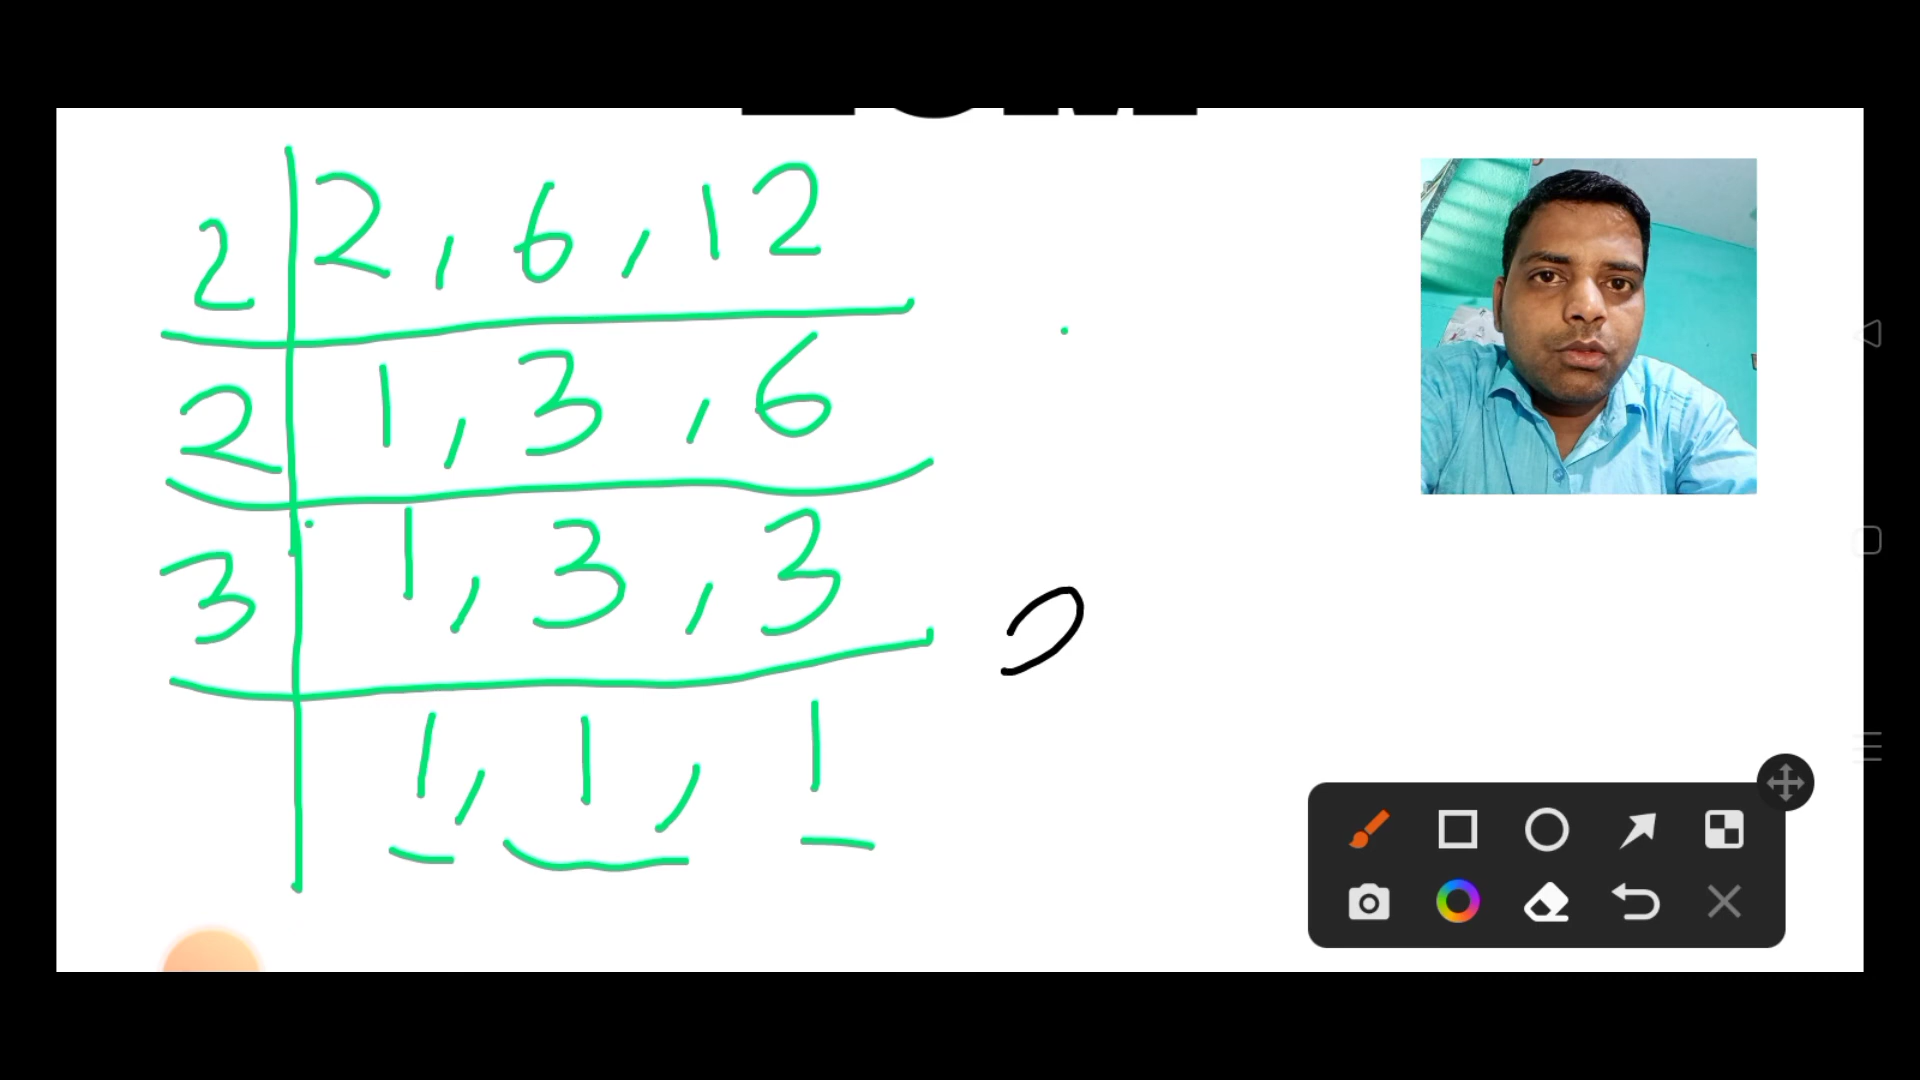 2 2, 6, 12
2 1, 3, 6
3 1, 3, 3
1, 1, 1